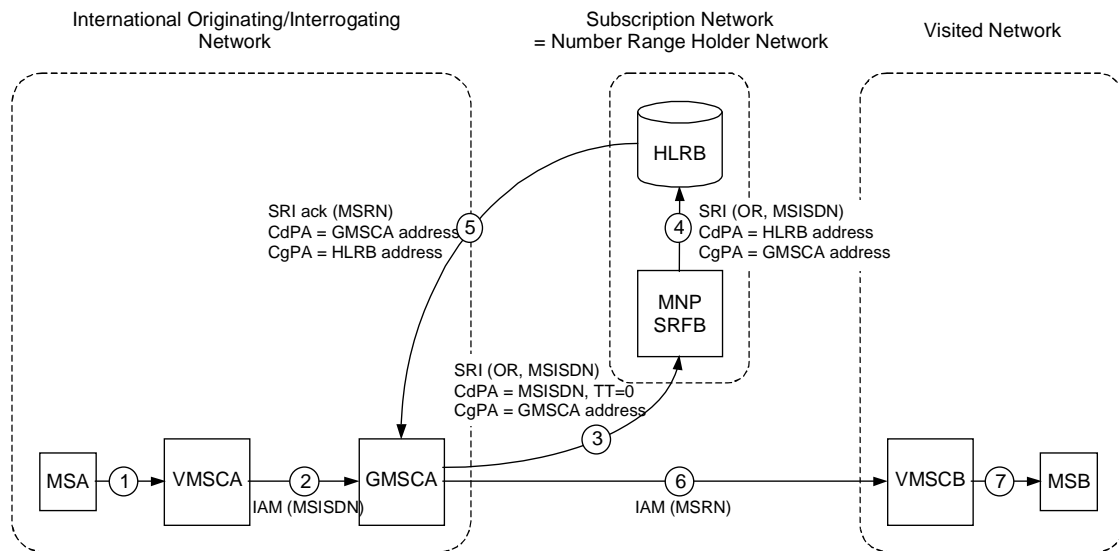 International Originating/Interrogating
Network
Subscription Network
= Number Range Holder Network
Visited Network
HLRB
SRI ack (MSRN)
CdPA = GMSCA address
CgPA = HLRB address
5
4
SRI (OR, MSISDN)
CdPA = HLRB address
CgPA = GMSCA address
MNP
SRFB
SRI (OR, MSISDN)
CdPA = MSISDN, TT=0
CgPA = GMSCA address
3
MSA
1
VMSCA
2
IAM (MSISDN)
GMSCA
6
IAM (MSRN)
VMSCB
7
MSB